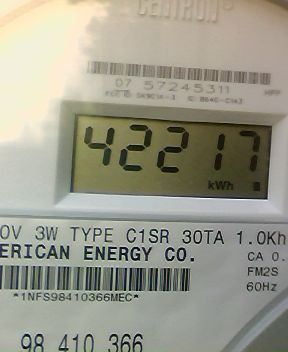 CENTRON®
07 57245311
42217
kWh
0V 3W TYPE C1SR 30TA 1.0Kh
ERICAN ENERGY CO.
CA 0.
FM2S
60Hz
*1NFS98410366MEC*
98 410 366